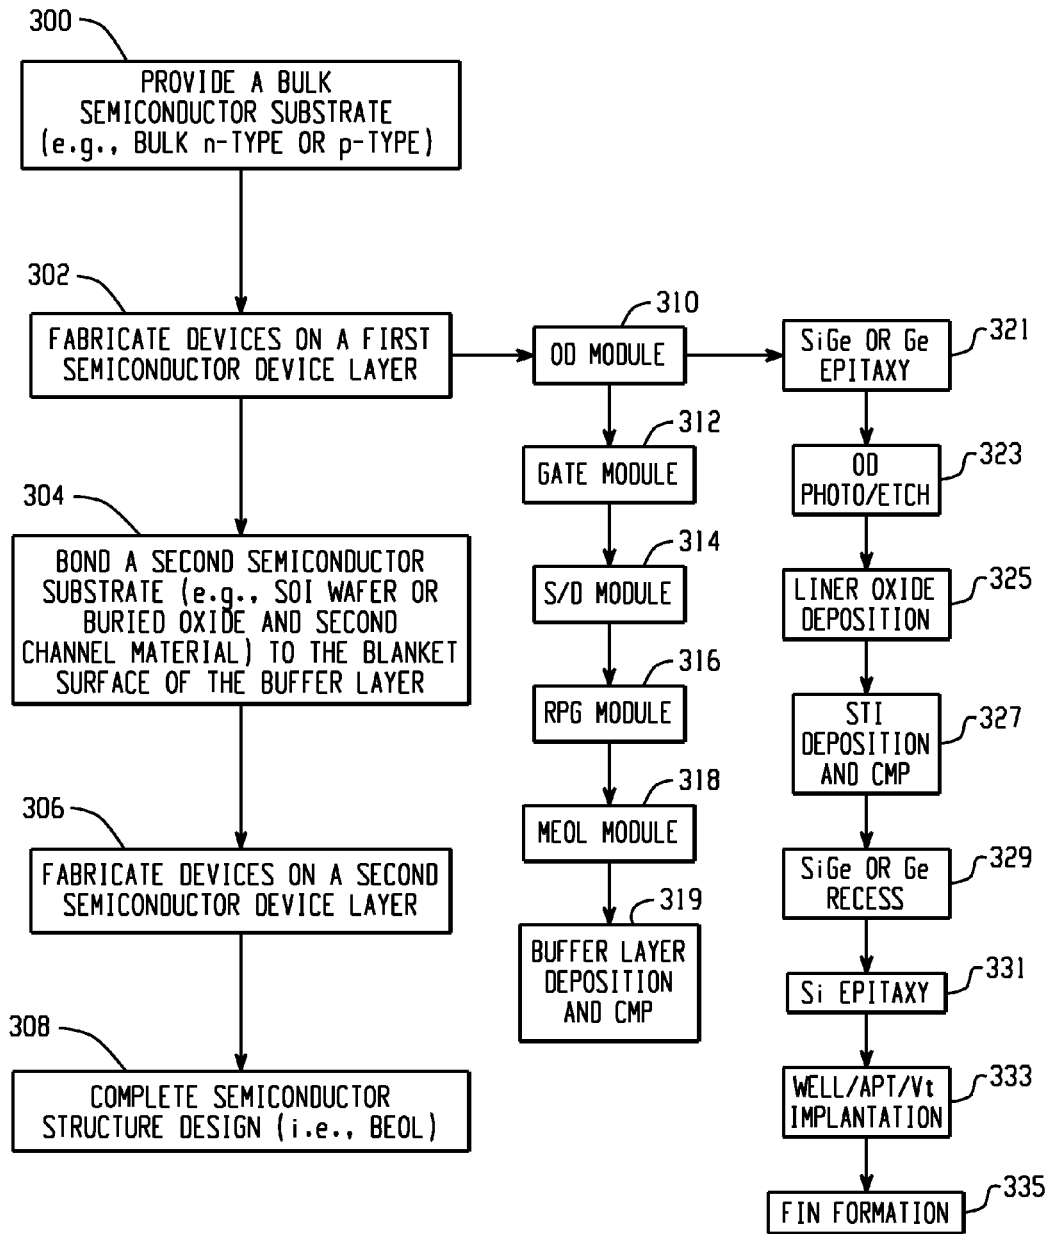 300
PROVIDE A BULK
SEMICONDUCTOR SUBSTRATE
(e.g., BULK n-TYPE OR p-TYPE)
302
FABRICATE DEVICES ON A FIRST
SEMICONDUCTOR DEVICE LAYER
304
BOND A SECOND SEMICONDUCTOR
SUBSTRATE (e.g., SOI WAFER OR
BURIED OXIDE AND SECOND
CHANNEL MATERIAL) TO THE BLANKET
SURFACE OF THE BUFFER LAYER
306
FABRICATE DEVICES ON A SECOND
SEMICONDUCTOR DEVICE LAYER
308
COMPLETE SEMICONDUCTOR
STRUCTURE DESIGN (i.e., BEOL)
310
OD MODULE
312
GATE MODULE
314
S/D MODULE
316
RPG MODULE
318
MEOL MODULE
319
BUFFER LAYER
DEPOSITION
AND CMP
321
SiGe OR Ge
EPITAXY
323
OD
PHOTO/ETCH
325
LINER OXIDE
DEPOSITION
327
STI
DEPOSITION
AND CMP
329
SiGe OR Ge
RECESS
331
Si EPITAXY
333
WELL/APT/Vt
IMPLANTATION
335
FIN FORMATION